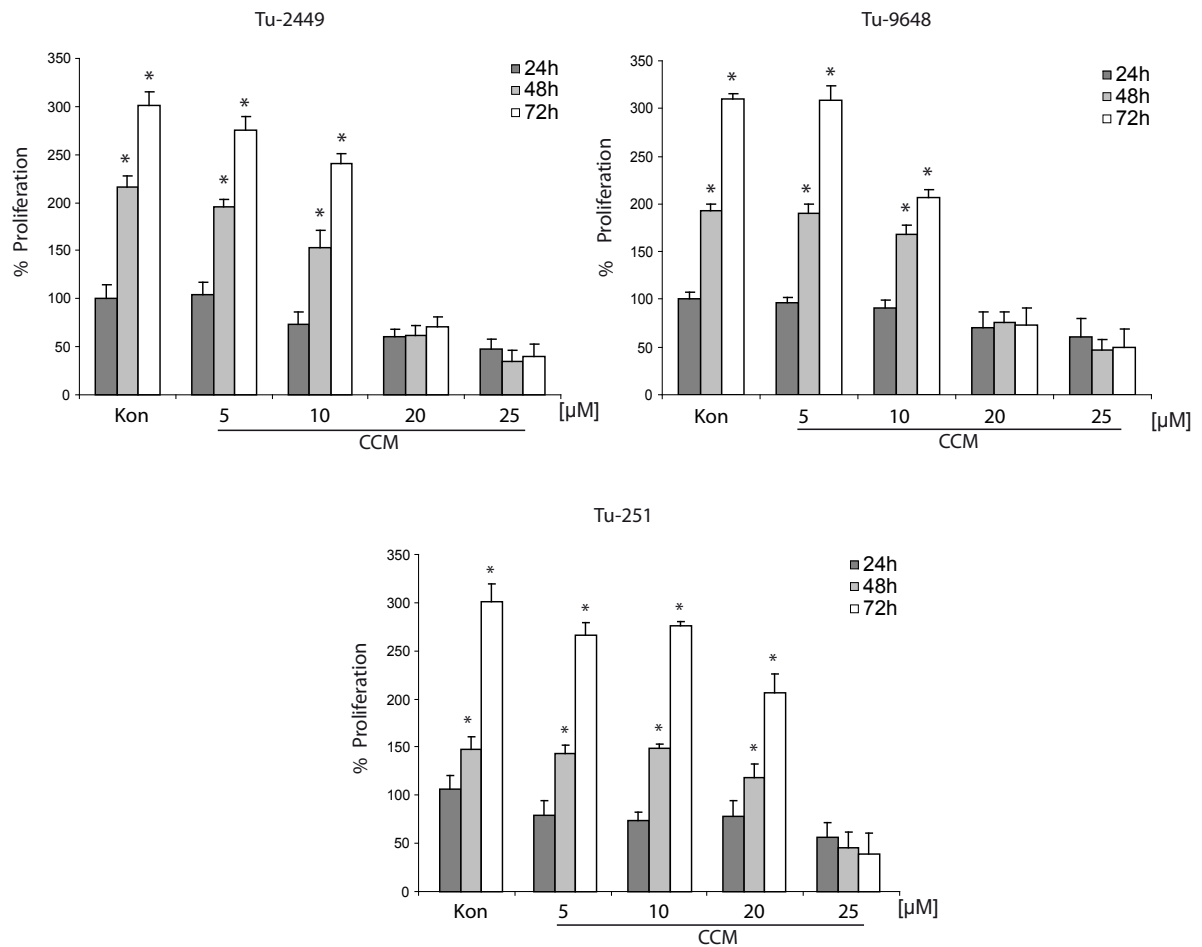 Tu-2449
350
300
250
200
150
100
50
0
% Proliferation
24h
48h
72h
* * * * * *
Kon 5 10 20 25 [µM]
CCM
Tu-9648
350
300
250
200
150
100
50
0
% Proliferation
24h
48h
72h
* * * * * *
Kon 5 10 20 25 [µM]
CCM
Tu-251
350
300
250
200
150
100
50
0
% Proliferation
24h
48h
72h
* * * * * * * *
Kon 5 10 20 25 [µM]
CCM